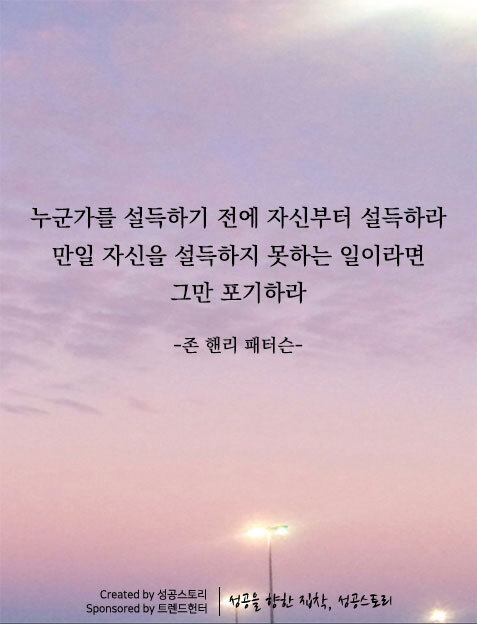 누군가를 설득하기 전에 자신부터 설득하라
만일 자신을 설득하지 못하는 일이라면
그만 포기하라
-존 핸리 패터슨-
Created by 성공스토리
Sponsored by 트렌드헌터
성공을 향한 집착, 성공스토리